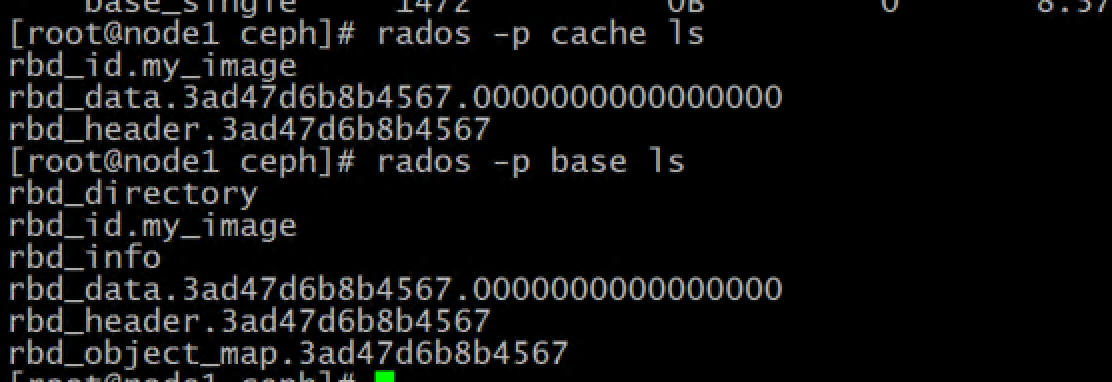 base_single 1472 0B 0 8.57
[root@node1 ceph]# rados -p cache ls
rbd_id.my_image
rbd_data.3ad47d6b8b4567.0000000000000000
rbd_header.3ad47d6b8b4567
[root@node1 ceph]# rados -p base ls
rbd_directory
rbd_id.my_image
rbd_info
rbd_data.3ad47d6b8b4567.0000000000000000
rbd_header.3ad47d6b8b4567
rbd_object_map.3ad47d6b8b4567
[root@node1 ceph]#